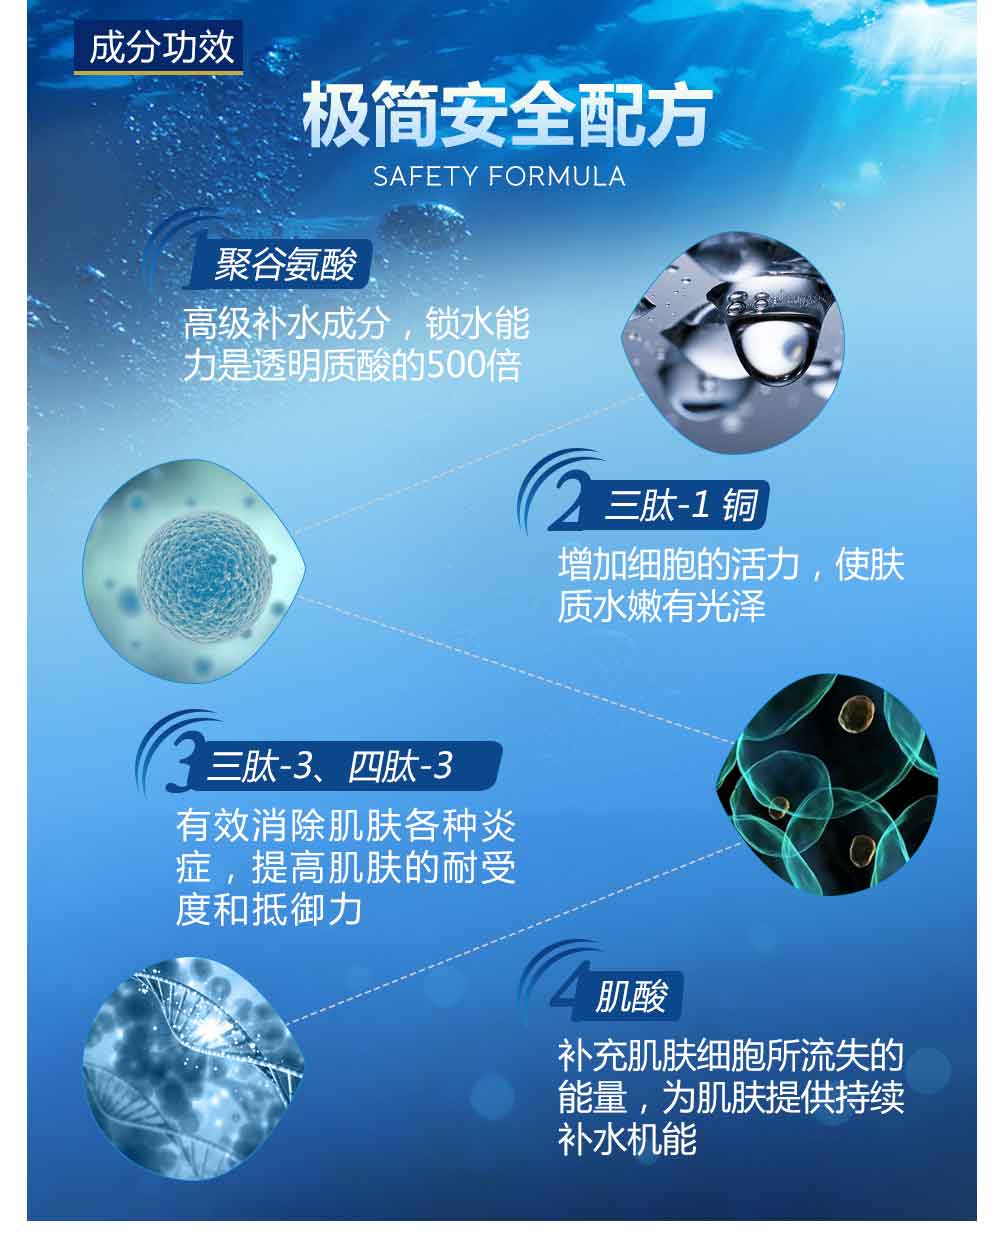 成分功效
极简安全配方
SAFETY FORMULA
1 聚谷氨酸
高级补水成分，锁水能
力是透明质酸的500倍
2 三肽-1 铜
增加细胞的活力，使肤
质水嫩有光泽
3 三肽-3、四肽-3
有效消除肌肤各种炎
症，提高肌肤的耐受
度和抵御力
4 肌酸
补充肌肤细胞所流失的
能量，为肌肤提供持续
补水机能